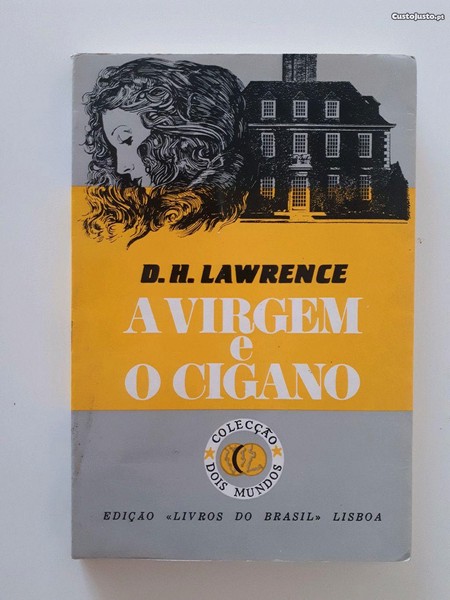 CustoJusto.pt
D.H. LAWRENCE
A VIRGEM
e
O CIGANO
COLECÇÃO
DOIS MUNDOS
EDIÇÃO «LIVROS DO BRASIL» LISBOA